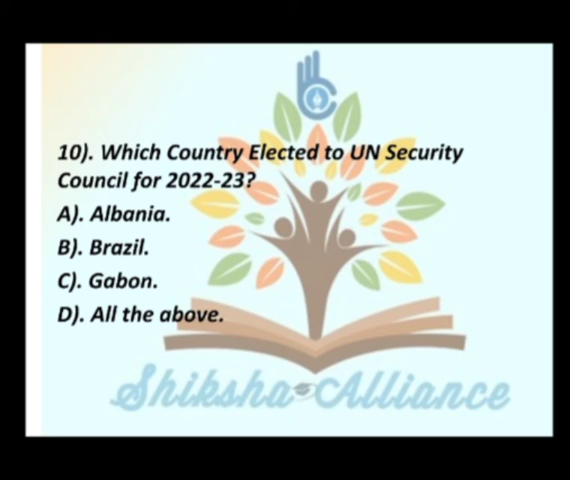 10). Which Country Elected to UN Security
Council for 2022-23?
A). Albania.
B). Brazil.
C). Gabon.
D). All the above.
Shiksha Alliance